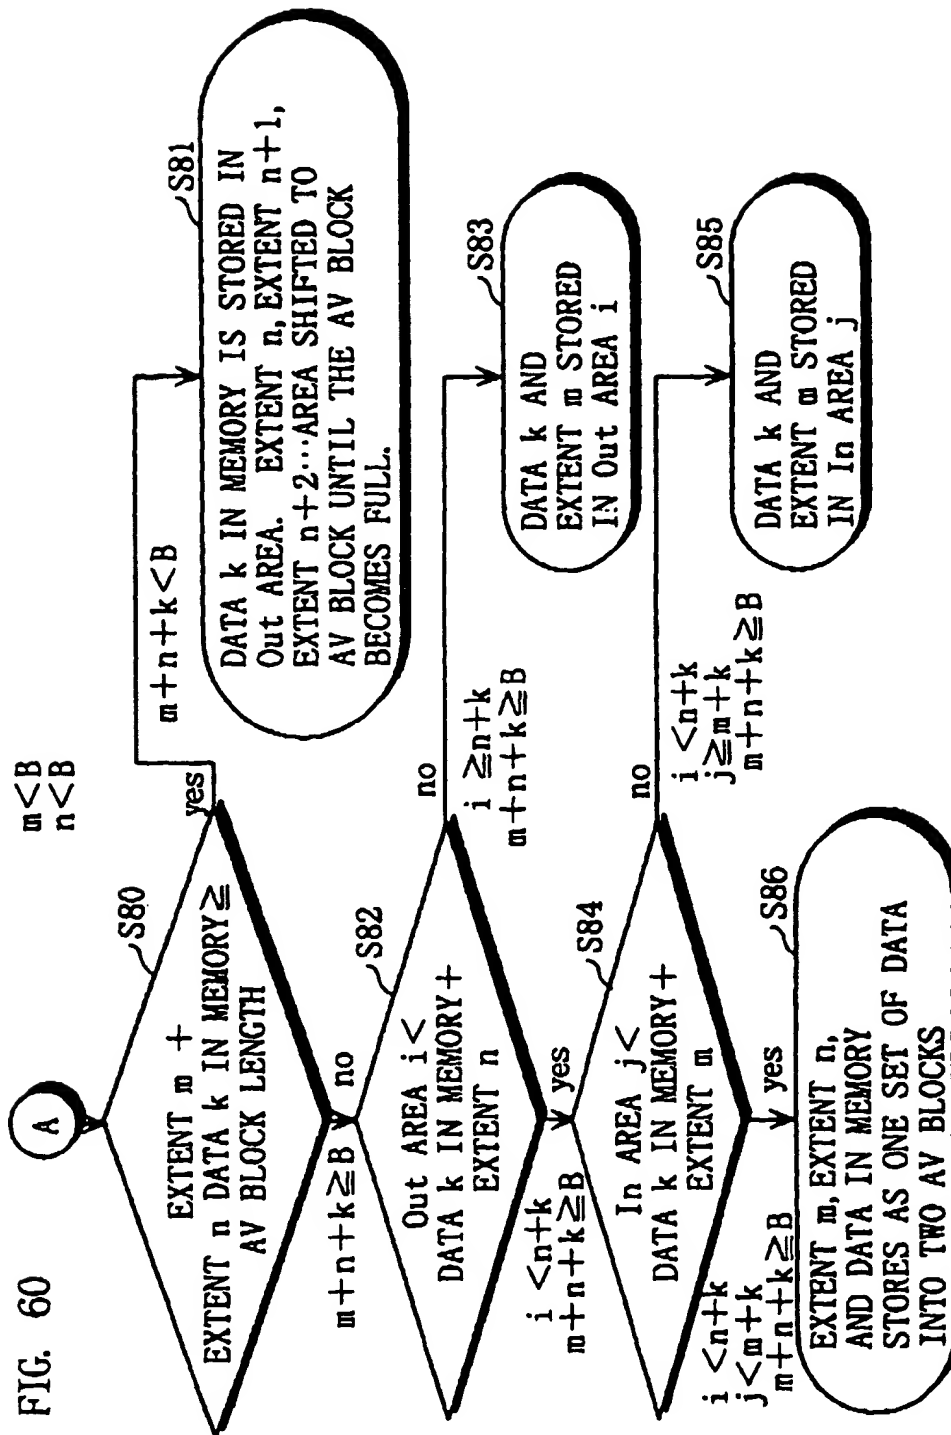 FIG. 60
m<B
n<B
A
S80
EXTENT m +
EXTENT n DATA k IN MEMORY≧
AV BLOCK LENGTH
yes
m+n+k<B
S81
DATA k IN MEMORY IS STORED IN
Out AREA. EXTENT n, EXTENT n+1,
EXTENT n+2⋯AREA SHIFTED TO
AV BLOCK UNTIL THE AV BLOCK
BECOMES FULL.
m+n+k≧B
no
S82
Out AREA i<
DATA k IN MEMORY+
EXTENT n
no
i ≧n+k
m+n+k≧B
S83
DATA k AND
EXTENT m STORED
IN Out AREA i
i <n+k
m+n+k≧B
yes
S84
In AREA j<
DATA k IN MEMORY+
EXTENT m
no
i <n+k
j≧m+k
m+n+k≧B
S85
DATA k AND
EXTENT m STORED
IN In AREA j
i <n+k
j<m+k
m+n+k≧B
yes
S86
EXTENT m, EXTENT n,
AND DATA IN MEMORY
STORES AS ONE SET OF DATA
INTO TWO AV BLOCKS